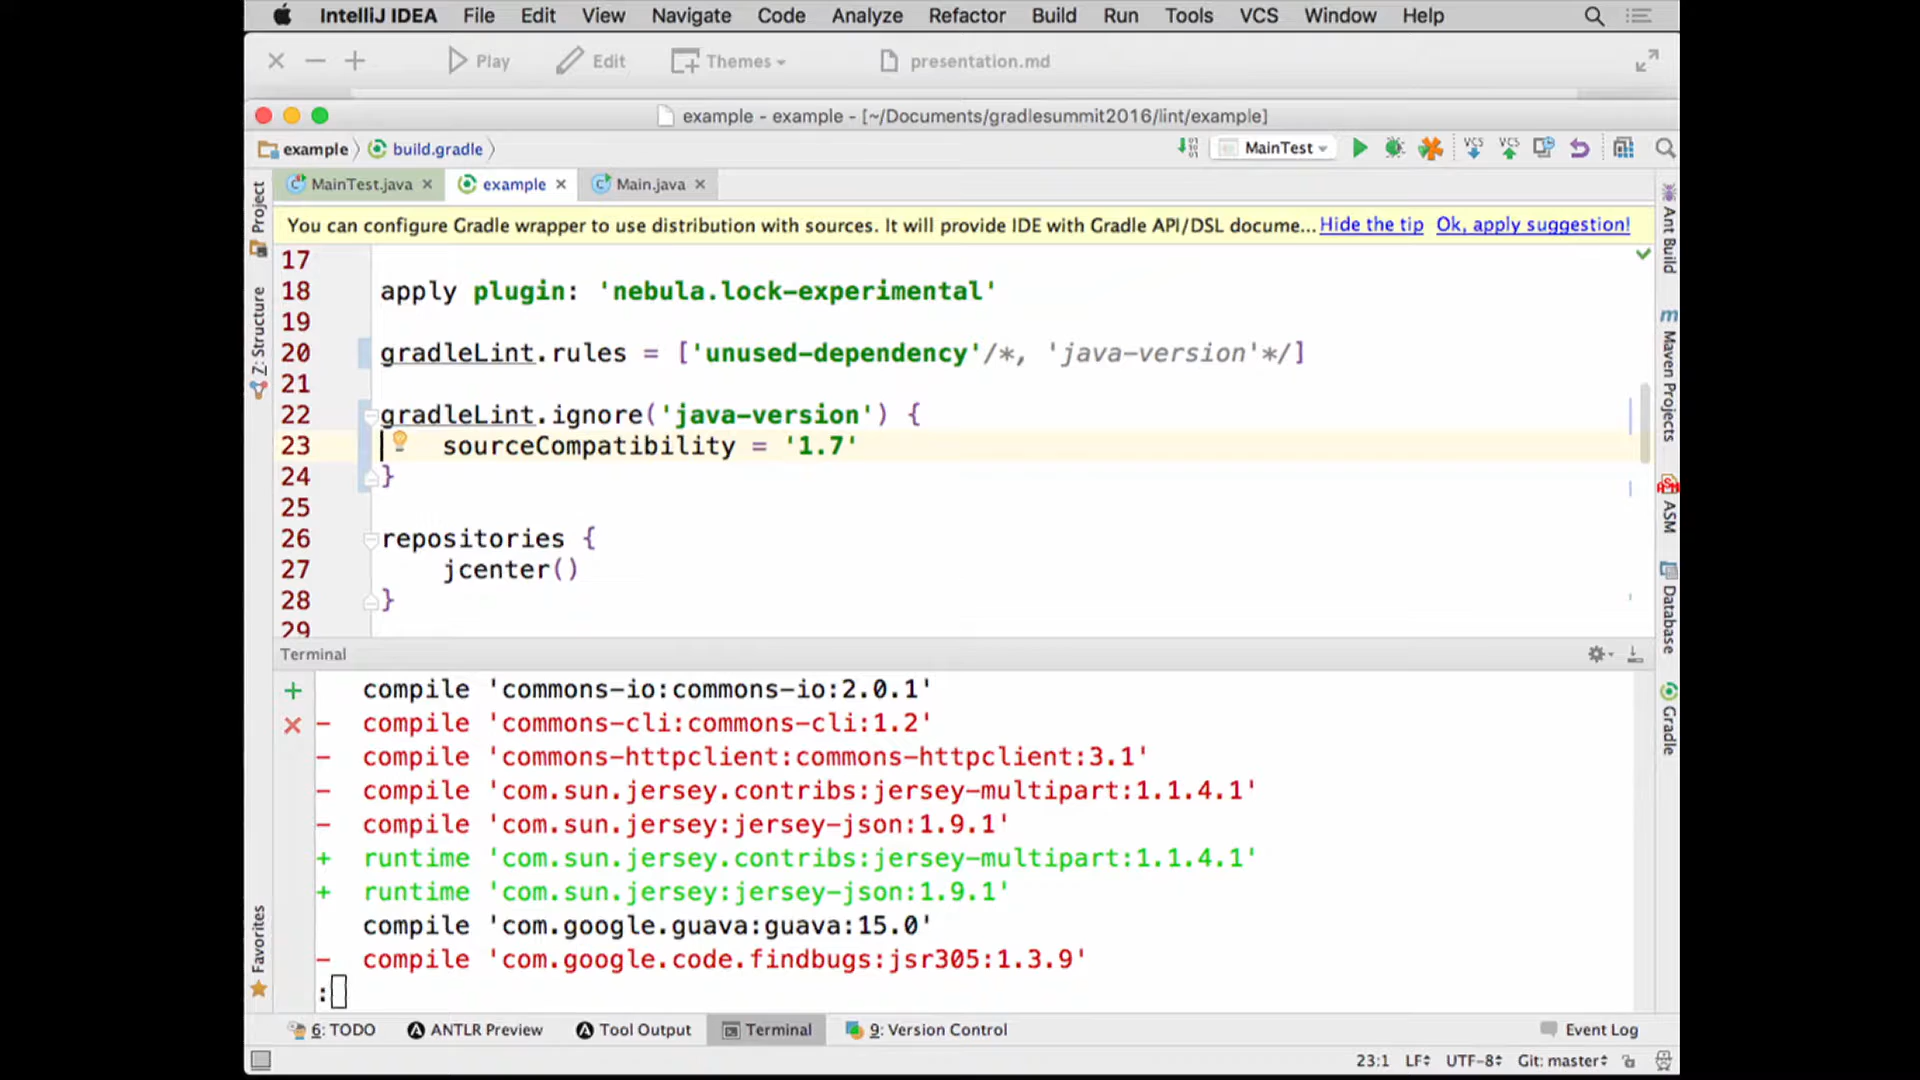 IntelliJ IDEA File Edit View Navigate Code Analyze Refactor Build Run Tools VCS Window Help
Play Edit Themes presentation.md
example - example - [~/Documents/gradlesummit2016/lint/example]
example build.gradle MainTest
MainTest.java example Main.java
You can configure Gradle wrapper to use distribution with sources. It will provide IDE with Gradle API/DSL docume... Hide the tip Ok, apply suggestion!
17
18 apply plugin: 'nebula.lock-experimental'
19
20 gradleLint.rules = ['unused-dependency'/*, 'java-version'*/]
21
22 gradleLint.ignore('java-version') {
23 sourceCompatibility = '1.7'
24 }
25
26 repositories {
27 jcenter()
28 }
29
Project
Z: Structure
Favorites
Ant Build
Maven Projects
ASM
Database
Gradle
Terminal
compile 'commons-io:commons-io:2.0.1'
- compile 'commons-cli:commons-cli:1.2'
- compile 'commons-httpclient:commons-httpclient:3.1'
- compile 'com.sun.jersey.contribs:jersey-multipart:1.1.4.1'
- compile 'com.sun.jersey:jersey-json:1.9.1'
+ runtime 'com.sun.jersey.contribs:jersey-multipart:1.1.4.1'
+ runtime 'com.sun.jersey:jersey-json:1.9.1'
compile 'com.google.guava:guava:15.0'
- compile 'com.google.code.findbugs:jsr305:1.3.9'
:
6: TODO ANTLR Preview Tool Output Terminal 9: Version Control Event Log
23:1 LF UTF-8 Git: master